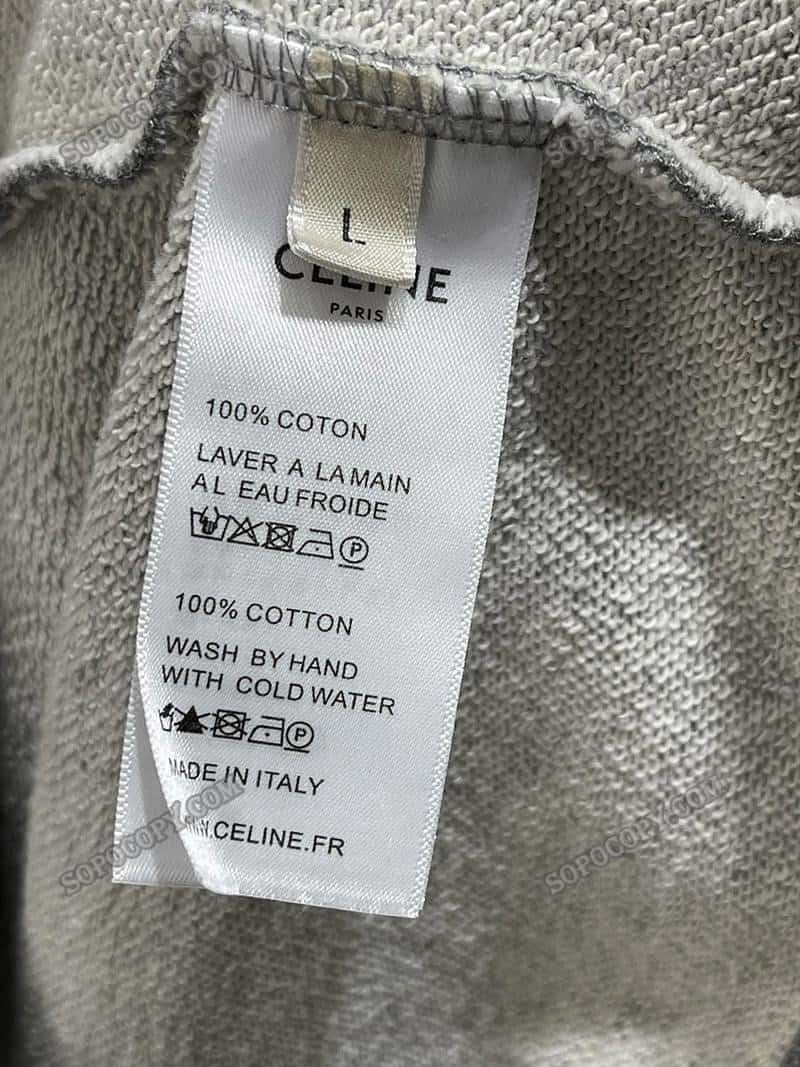 SOPOCOPY.COM
SOPOCOPY.COM
L
CELINE
PARIS
100% COTON
LAVER A LA MAIN
A L EAU FROIDE
P
100% COTTON
WASH BY HAND
WITH COLD WATER
P
MADE IN ITALY
.CELINE.FR
SOPOCOPY.COM
SOPOCOPY.COM